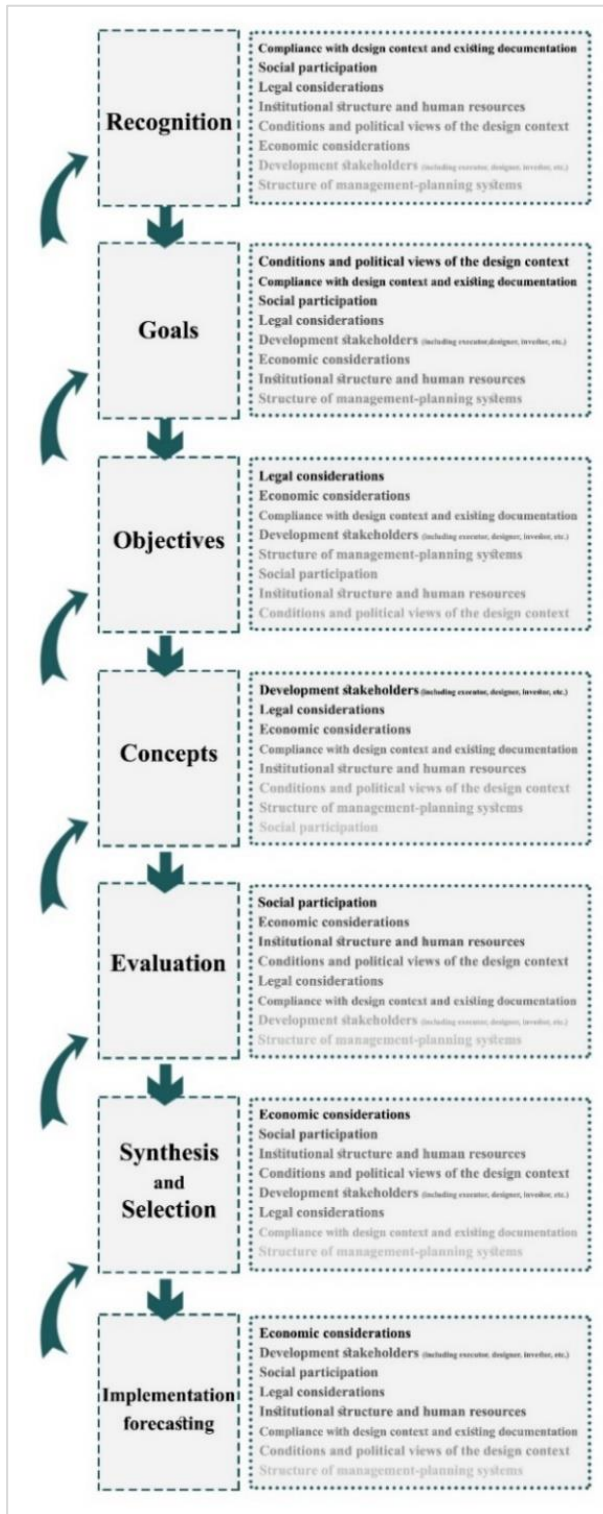 Recognition
Compliance with design context and existing documentation
Social participation
Legal considerations
Institutional structure and human resources
Conditions and political views of the design context
Economic considerations
Development stakeholders (including executor, designer, investor, etc.)
Structure of management-planning systems
Goals
Conditions and political views of the design context
Compliance with design context and existing documentation
Social participation
Legal considerations
Development stakeholders (including executor,designer, investor, etc.)
Economic considerations
Institutional structure and human resources
Structure of management-planning systems
Objectives
Legal considerations
Economic considerations
Compliance with design context and existing documentation
Development stakeholders (including executor, designer, investor, etc.)
Structure of management-planning systems
Social participation
Institutional structure and human resources
Conditions and political views of the design context
Concepts
Development stakeholders (including executor, designer, investor, etc.)
Legal considerations
Economic considerations
Compliance with design context and existing documentation
Institutional structure and human resources
Conditions and political views of the design context
Structure of management-planning systems
Social participation
Evaluation
Social participation
Economic considerations
Institutional structure and human resources
Conditions and political views of the design context
Legal considerations
Compliance with design context and existing documentation
Development stakeholders (including executor, designer, investor, etc.)
Structure of management-planning systems
Synthesis
and
Selection
Economic considerations
Social participation
Institutional structure and human resources
Conditions and political views of the design context
Development stakeholders (including executor, designer, investor, etc.)
Legal considerations
Compliance with design context and existing documentation
Structure of management-planning systems
Implementation
forecasting
Economic considerations
Development stakeholders (including executor, designer, investor, etc.)
Social participation
Legal considerations
Institutional structure and human resources
Compliance with design context and existing documentation
Conditions and political views of the design context
Structure of management-planning systems